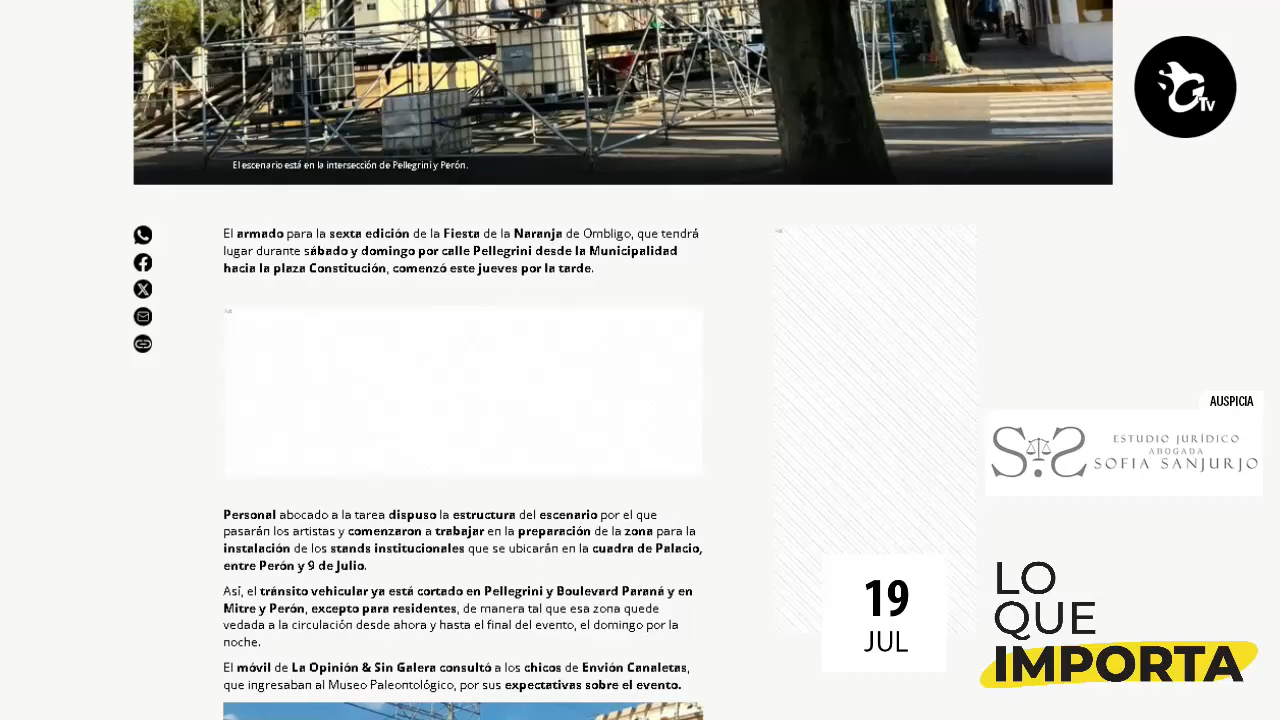 GTV
El escenario está en la intersección de Pellegrini y Perón.
El armado para la sexta edición de la Fiesta de la Naranja de Ombligo, que tendrá
lugar durante sábado y domingo por calle Pellegrini desde la Municipalidad
hacia la plaza Constitución, comenzó este jueves por la tarde.
AUSPICIA
S.S
ESTUDIO JURÍDICO
ABOGADA
SOFIA SANJURJO
Personal abocado a la tarea dispuso la estructura del escenario por el que
pasarán los artistas y comenzaron a trabajar en la preparación de la zona para la
instalación de los stands institucionales que se ubicarán en la cuadra de Palacio,
entre Perón y 9 de Julio.
Así, el tránsito vehicular ya está cortado en Pellegrini y Boulevard Paraná y en
Mitre y Perón, excepto para residentes, de manera tal que esa zona quede
vedada a la circulación desde ahora y hasta el final del evento, el domingo por la
noche.
El móvil de La Opinión & Sin Galera consultó a los chicos de Envión Canaletas,
que ingresaban al Museo Paleontológico, por sus expectativas sobre el evento.
19
JUL
LO
QUE
IMPORTA